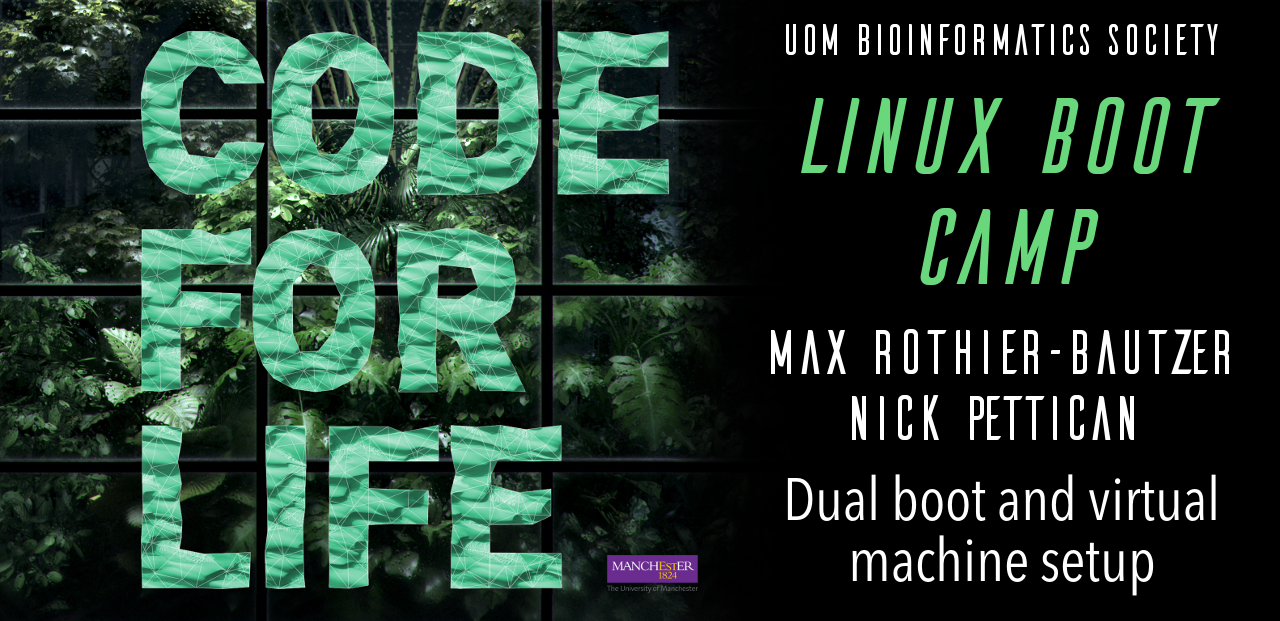 CODE
FOR
LIFE
MANCHESTER
1824
The University of Manchester
UOM BIOINFORMATICS SOCIETY
LINUX BOOT
CAMP
MAX ROTHIER-BAUTZER
NICK PETTICAN
Dual boot and virtual
machine setup